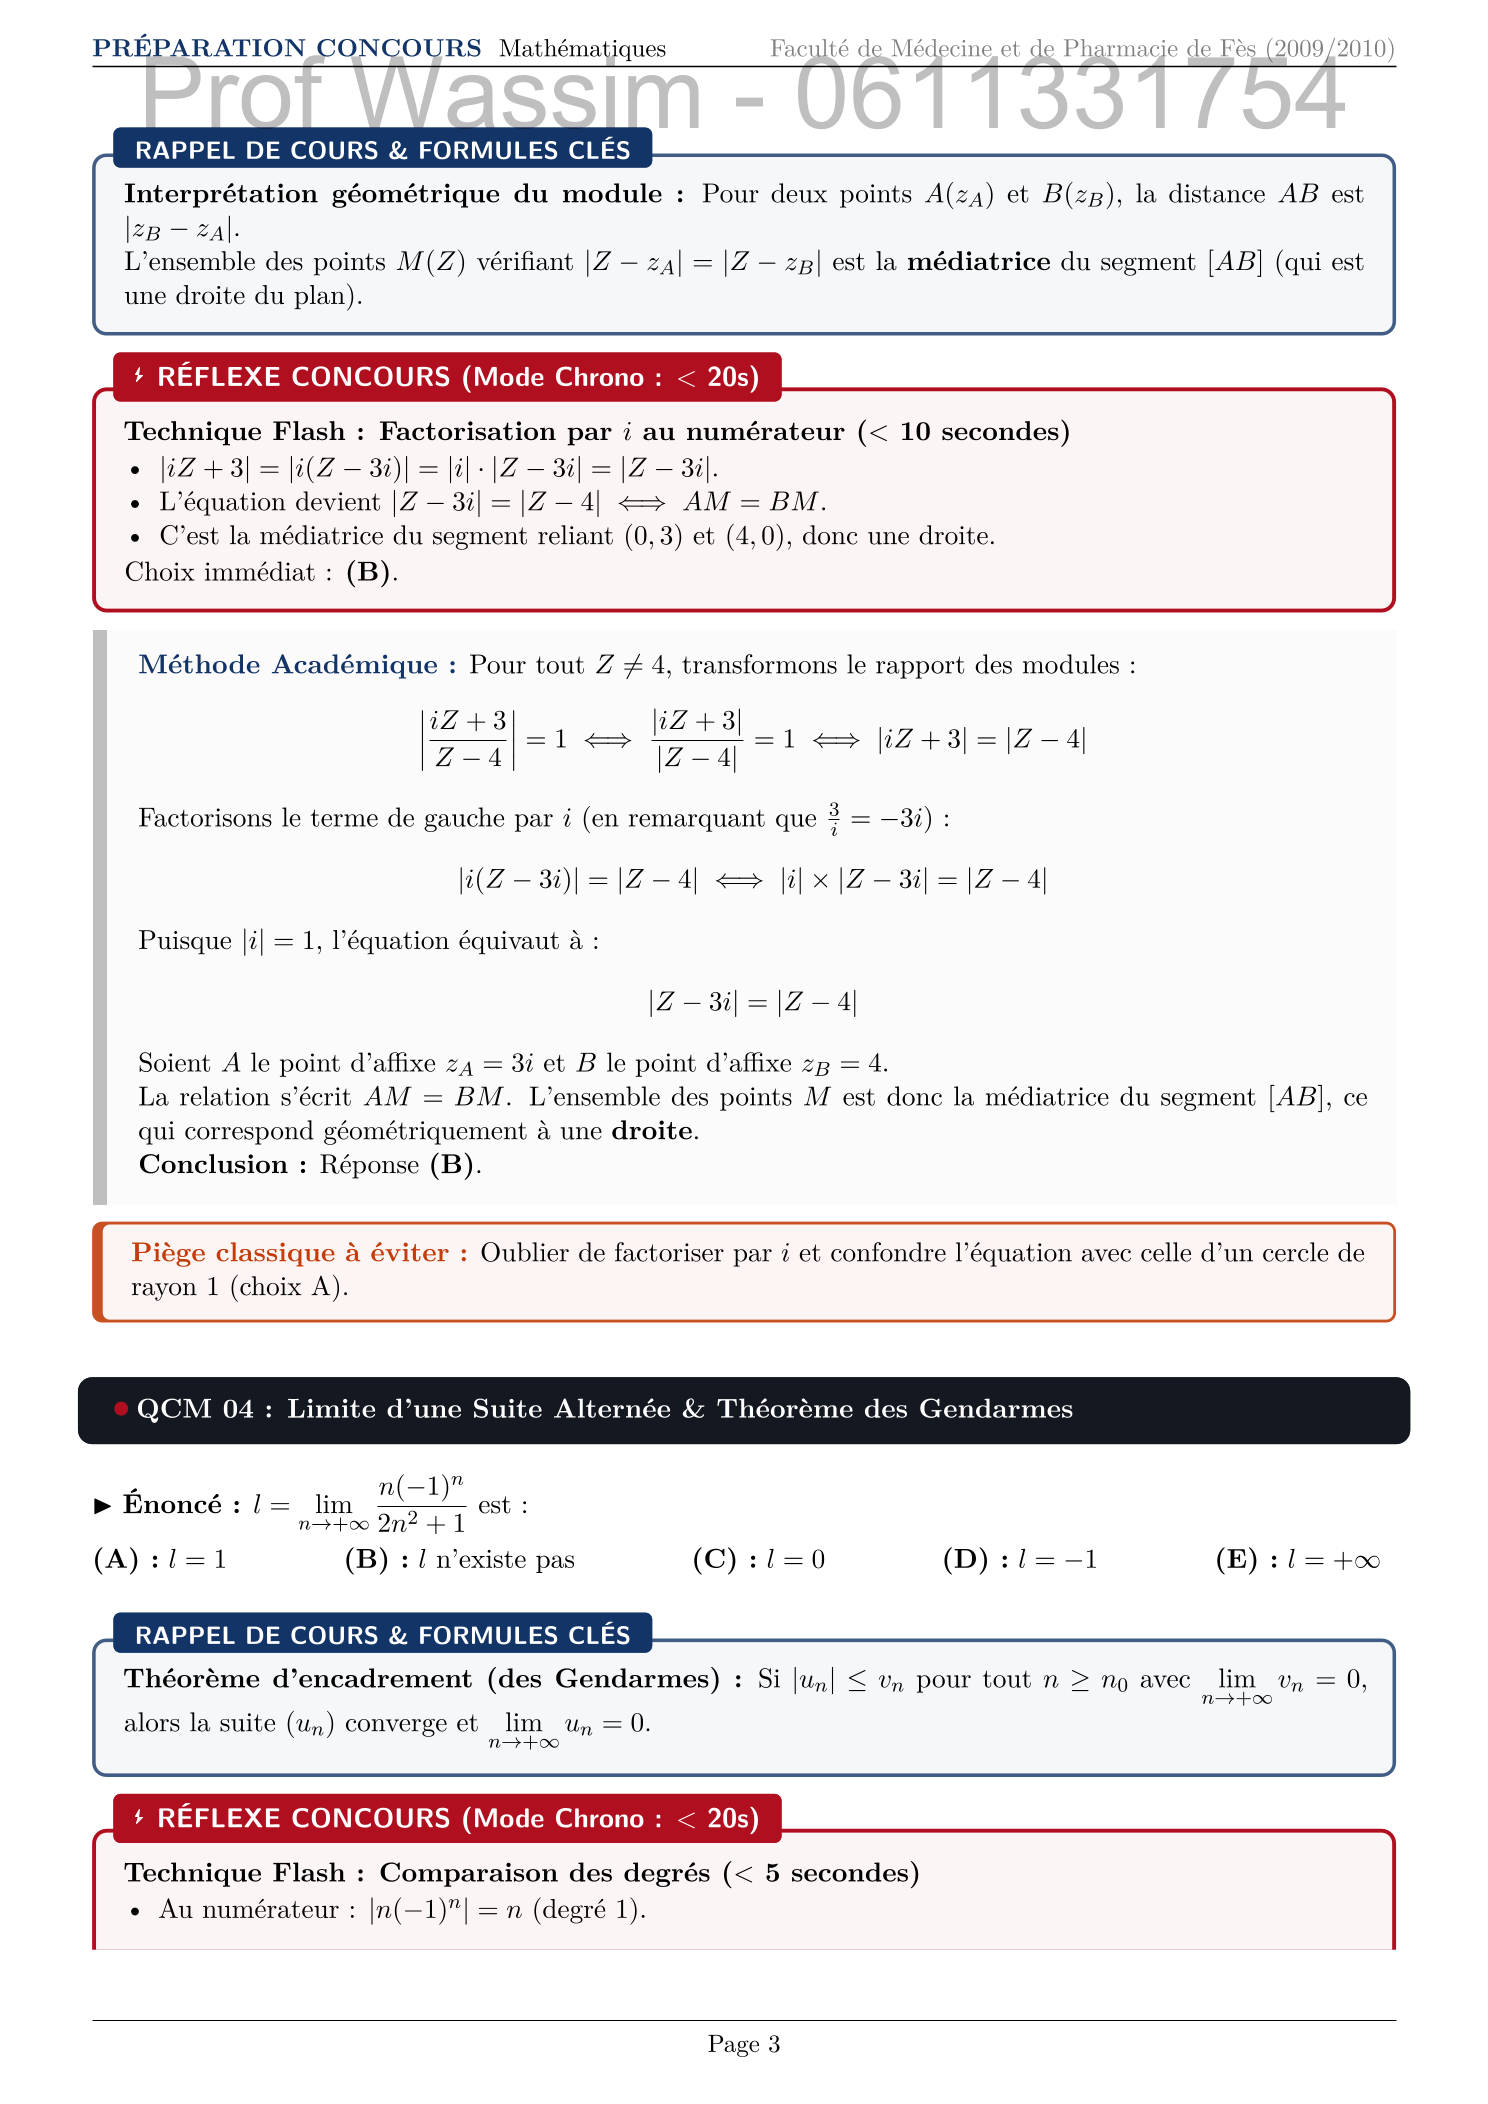 PRÉPARATION CONCOURS Mathématiques Faculté de Médecine et de Pharmacie de Fès (2009/2010)
Prof Wassim - 0611331754
RAPPEL DE COURS & FORMULES CLÉS
Interprétation géométrique du module : Pour deux points A(z_A) et B(z_B), la distance AB est
|z_B − z_A|.
L'ensemble des points M(Z) vérifiant |Z − z_A| = |Z − z_B| est la médiatrice du segment [AB] (qui est
une droite du plan).
RÉFLEXE CONCOURS (Mode Chrono : < 20s)
Technique Flash : Factorisation par i au numérateur (< 10 secondes)
• |iZ + 3| = |i(Z − 3i)| = |i| · |Z − 3i| = |Z − 3i|.
• L'équation devient |Z − 3i| = |Z − 4| ⟺ AM = BM.
• C'est la médiatrice du segment reliant (0, 3) et (4, 0), donc une droite.
Choix immédiat : (B).
Méthode Académique : Pour tout Z ≠ 4, transformons le rapport des modules :
|(iZ + 3)/(Z − 4)| = 1 ⟺ |iZ + 3|/|Z − 4| = 1 ⟺ |iZ + 3| = |Z − 4|
Factorisons le terme de gauche par i (en remarquant que 3/i = −3i) :
|i(Z − 3i)| = |Z − 4| ⟺ |i| × |Z − 3i| = |Z − 4|
Puisque |i| = 1, l'équation équivaut à :
|Z − 3i| = |Z − 4|
Soient A le point d'affixe z_A = 3i et B le point d'affixe z_B = 4.
La relation s'écrit AM = BM. L'ensemble des points M est donc la médiatrice du segment [AB], ce
qui correspond géométriquement à une droite.
Conclusion : Réponse (B).
Piège classique à éviter : Oublier de factoriser par i et confondre l'équation avec celle d'un cercle de
rayon 1 (choix A).
● QCM 04 : Limite d'une Suite Alternée & Théorème des Gendarmes
▶ Énoncé : l = lim_{n→+∞} n(−1)^n/(2n² + 1) est :
(A) : l = 1 (B) : l n'existe pas (C) : l = 0 (D) : l = −1 (E) : l = +∞
RAPPEL DE COURS & FORMULES CLÉS
Théorème d'encadrement (des Gendarmes) : Si |u_n| ≤ v_n pour tout n ≥ n_0 avec lim_{n→+∞} v_n = 0,
alors la suite (u_n) converge et lim_{n→+∞} u_n = 0.
RÉFLEXE CONCOURS (Mode Chrono : < 20s)
Technique Flash : Comparaison des degrés (< 5 secondes)
• Au numérateur : |n(−1)^n| = n (degré 1).
Page 3